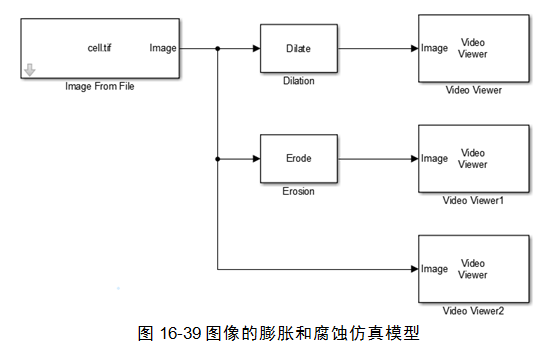 cell.tif
Image
Image From File
Dilate
Dilation
Image
Video
Viewer
Video Viewer
Erode
Erosion
Image
Video
Viewer
Video Viewer1
Image
Video
Viewer
Video Viewer2
图 16-39 图像的膨胀和腐蚀仿真模型